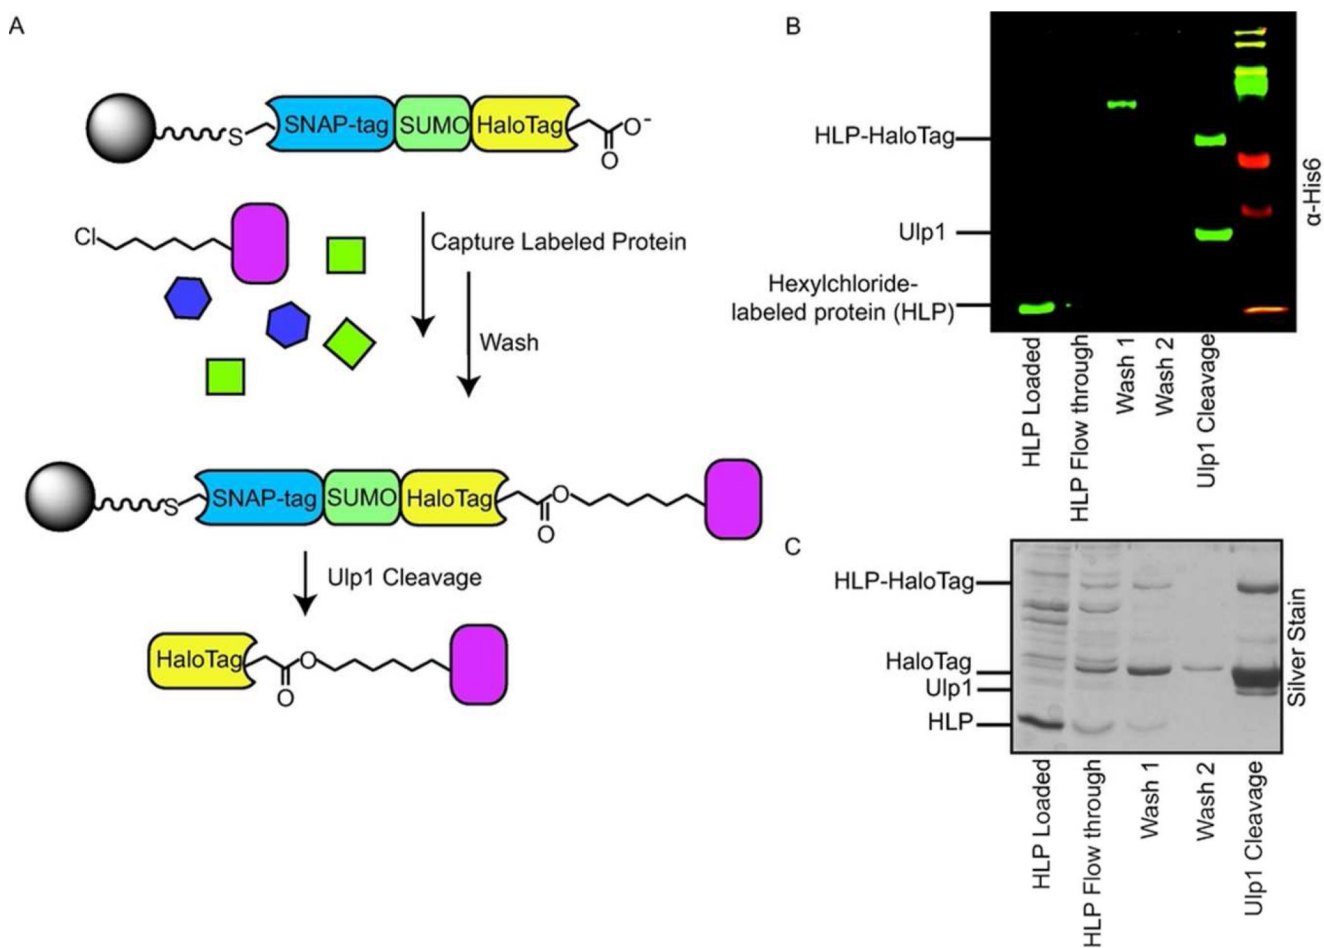 A
SNAP-tag SUMO HaloTag
S
O⁻
O
Cl
Capture Labeled Protein
Wash
SNAP-tag SUMO HaloTag
S
O
O
Ulp1 Cleavage
HaloTag
O
O
B
HLP-HaloTag
Ulp1
Hexylchloride-
labeled protein (HLP)
α-His6
HLP Loaded
HLP Flow through
Wash 1
Wash 2
Ulp1 Cleavage
C
HLP-HaloTag
HaloTag
Ulp1
HLP
Silver Stain
HLP Loaded
HLP Flow through
Wash 1
Wash 2
Ulp1 Cleavage